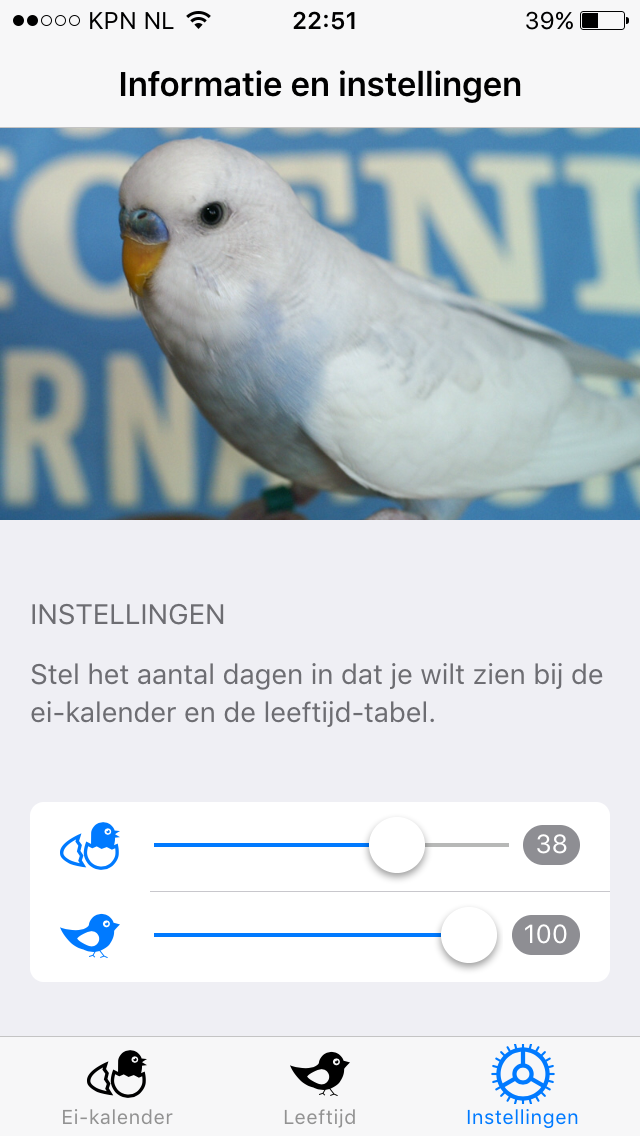 KPN NL 22:51 39%
Informatie en instellingen
INSTELLINGEN
Stel het aantal dagen in dat je wilt zien bij de
ei-kalender en de leeftijd-tabel.
38
100
Ei-kalender Leeftijd Instellingen